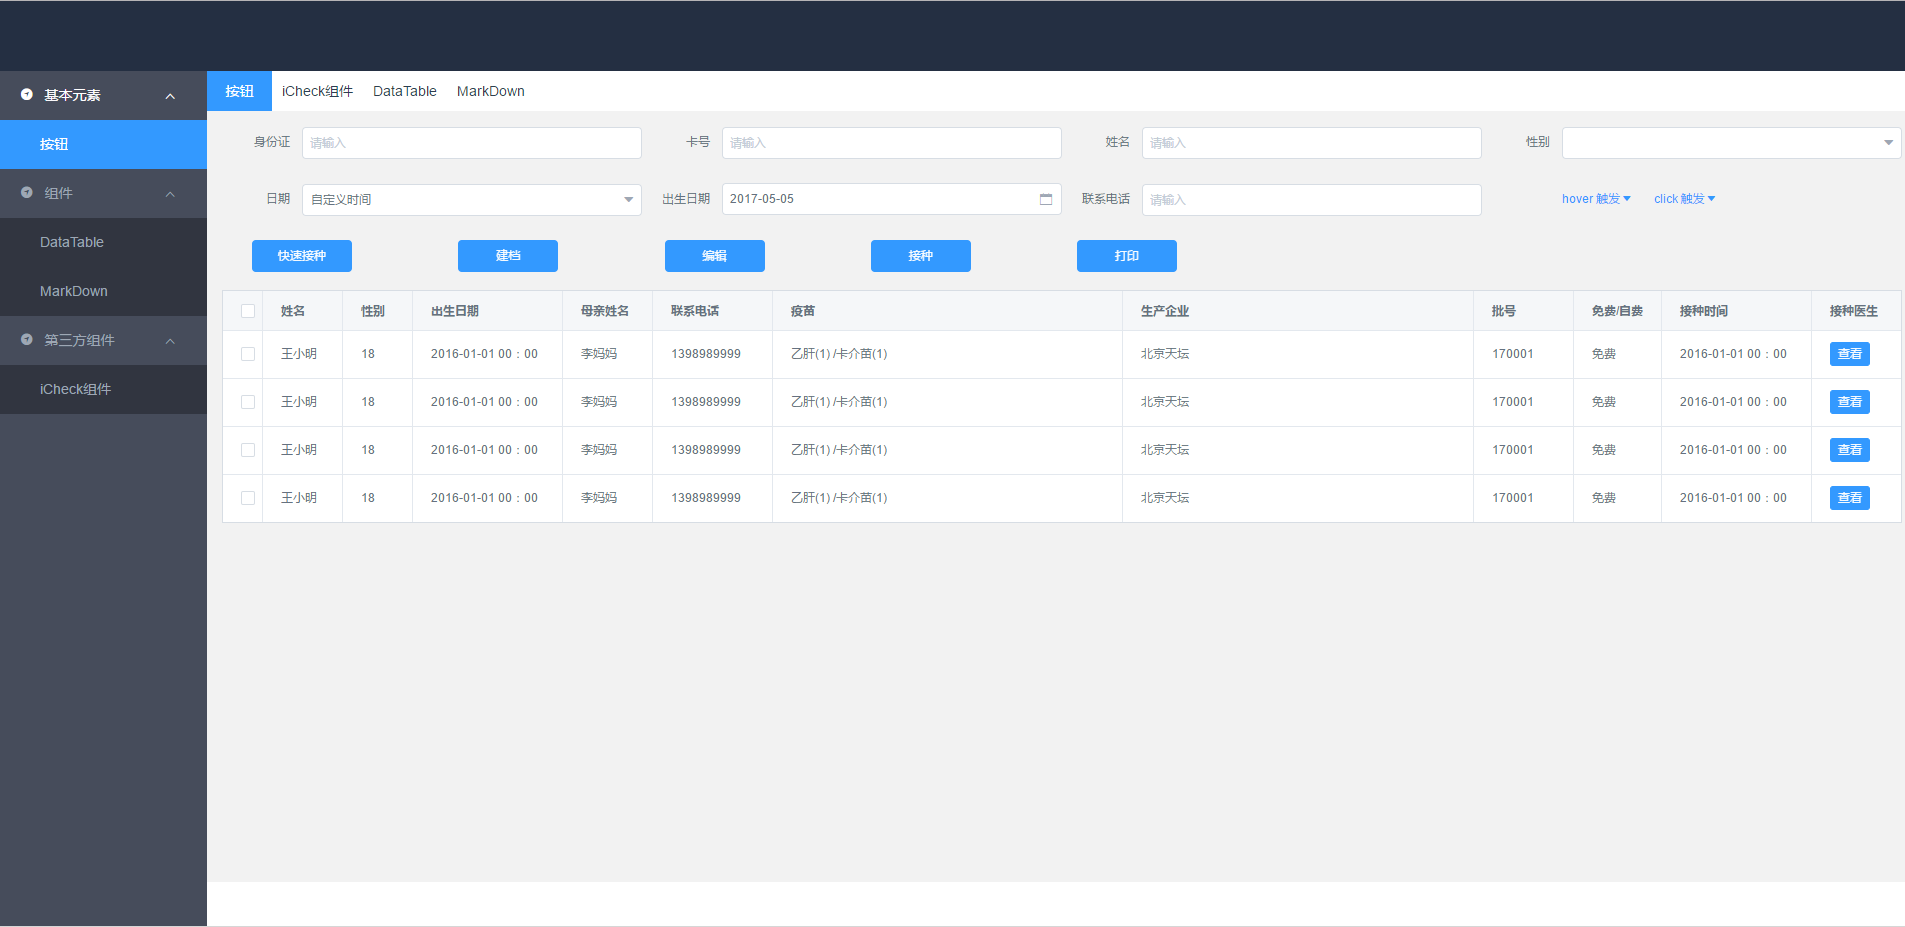 基本元素
按钮
组件
DataTable
MarkDown
第三方组件
iCheck组件
按钮 iCheck组件 DataTable MarkDown
身份证 请输入 卡号 请输入 姓名 请输入 性别
日期 自定义时间 出生日期 2017-05-05 联系电话 请输入 hover 触发 click 触发
快速接种 建档 编辑 接种 打印
姓名 性别 出生日期 母亲姓名 联系电话 疫苗 生产企业 批号 免费/自费 接种时间 接种医生
王小明 18 2016-01-01 00：00 李妈妈 1398989999 乙肝(1) /卡介苗(1) 北京天坛 170001 免费 2016-01-01 00：00 查看
王小明 18 2016-01-01 00：00 李妈妈 1398989999 乙肝(1) /卡介苗(1) 北京天坛 170001 免费 2016-01-01 00：00 查看
王小明 18 2016-01-01 00：00 李妈妈 1398989999 乙肝(1) /卡介苗(1) 北京天坛 170001 免费 2016-01-01 00：00 查看
王小明 18 2016-01-01 00：00 李妈妈 1398989999 乙肝(1) /卡介苗(1) 北京天坛 170001 免费 2016-01-01 00：00 查看